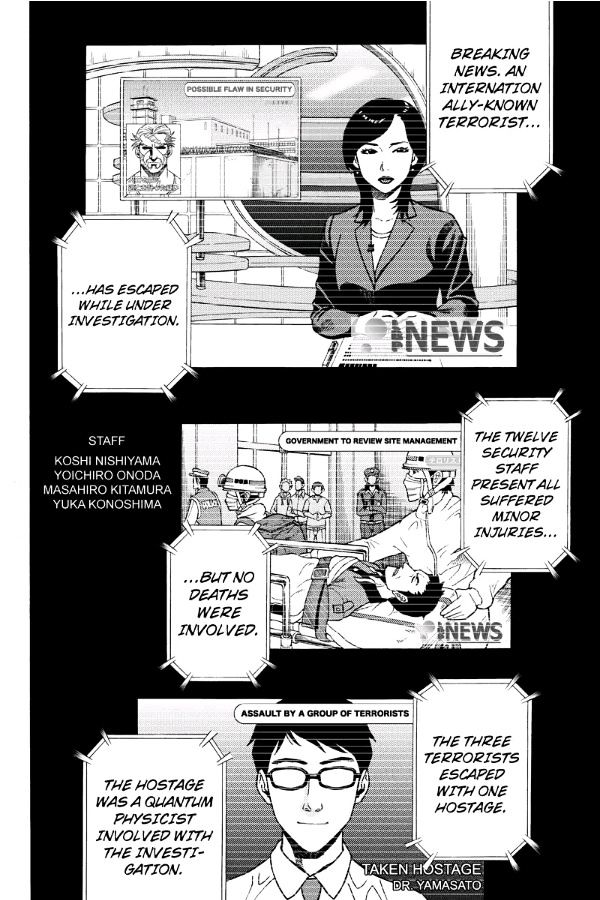 BREAKING
NEWS. AN
INTERNATION
ALLY-KNOWN
TERRORIST...
POSSIBLE FLAW IN SECURITY
LIVE
...HAS ESCAPED
WHILE UNDER
INVESTIGATION.
NEWS
STAFF
KOSHI NISHIYAMA
YOICHIRO ONODA
MASAHIRO KITAMURA
YUKA KONOSHIMA
GOVERNMENT TO REVIEW SITE MANAGEMENT
THE TWELVE
SECURITY
STAFF
PRESENT ALL
SUFFERED
MINOR
INJURIES...
...BUT NO
DEATHS
WERE
INVOLVED.
NEWS
ASSAULT BY A GROUP OF TERRORISTS
THE THREE
TERRORISTS
ESCAPED
WITH ONE
HOSTAGE.
THE HOSTAGE
WAS A QUANTUM
PHYSICIST
INVOLVED WITH
THE INVESTI-
GATION.
TAKEN HOSTAGE
DR. YAMASATO